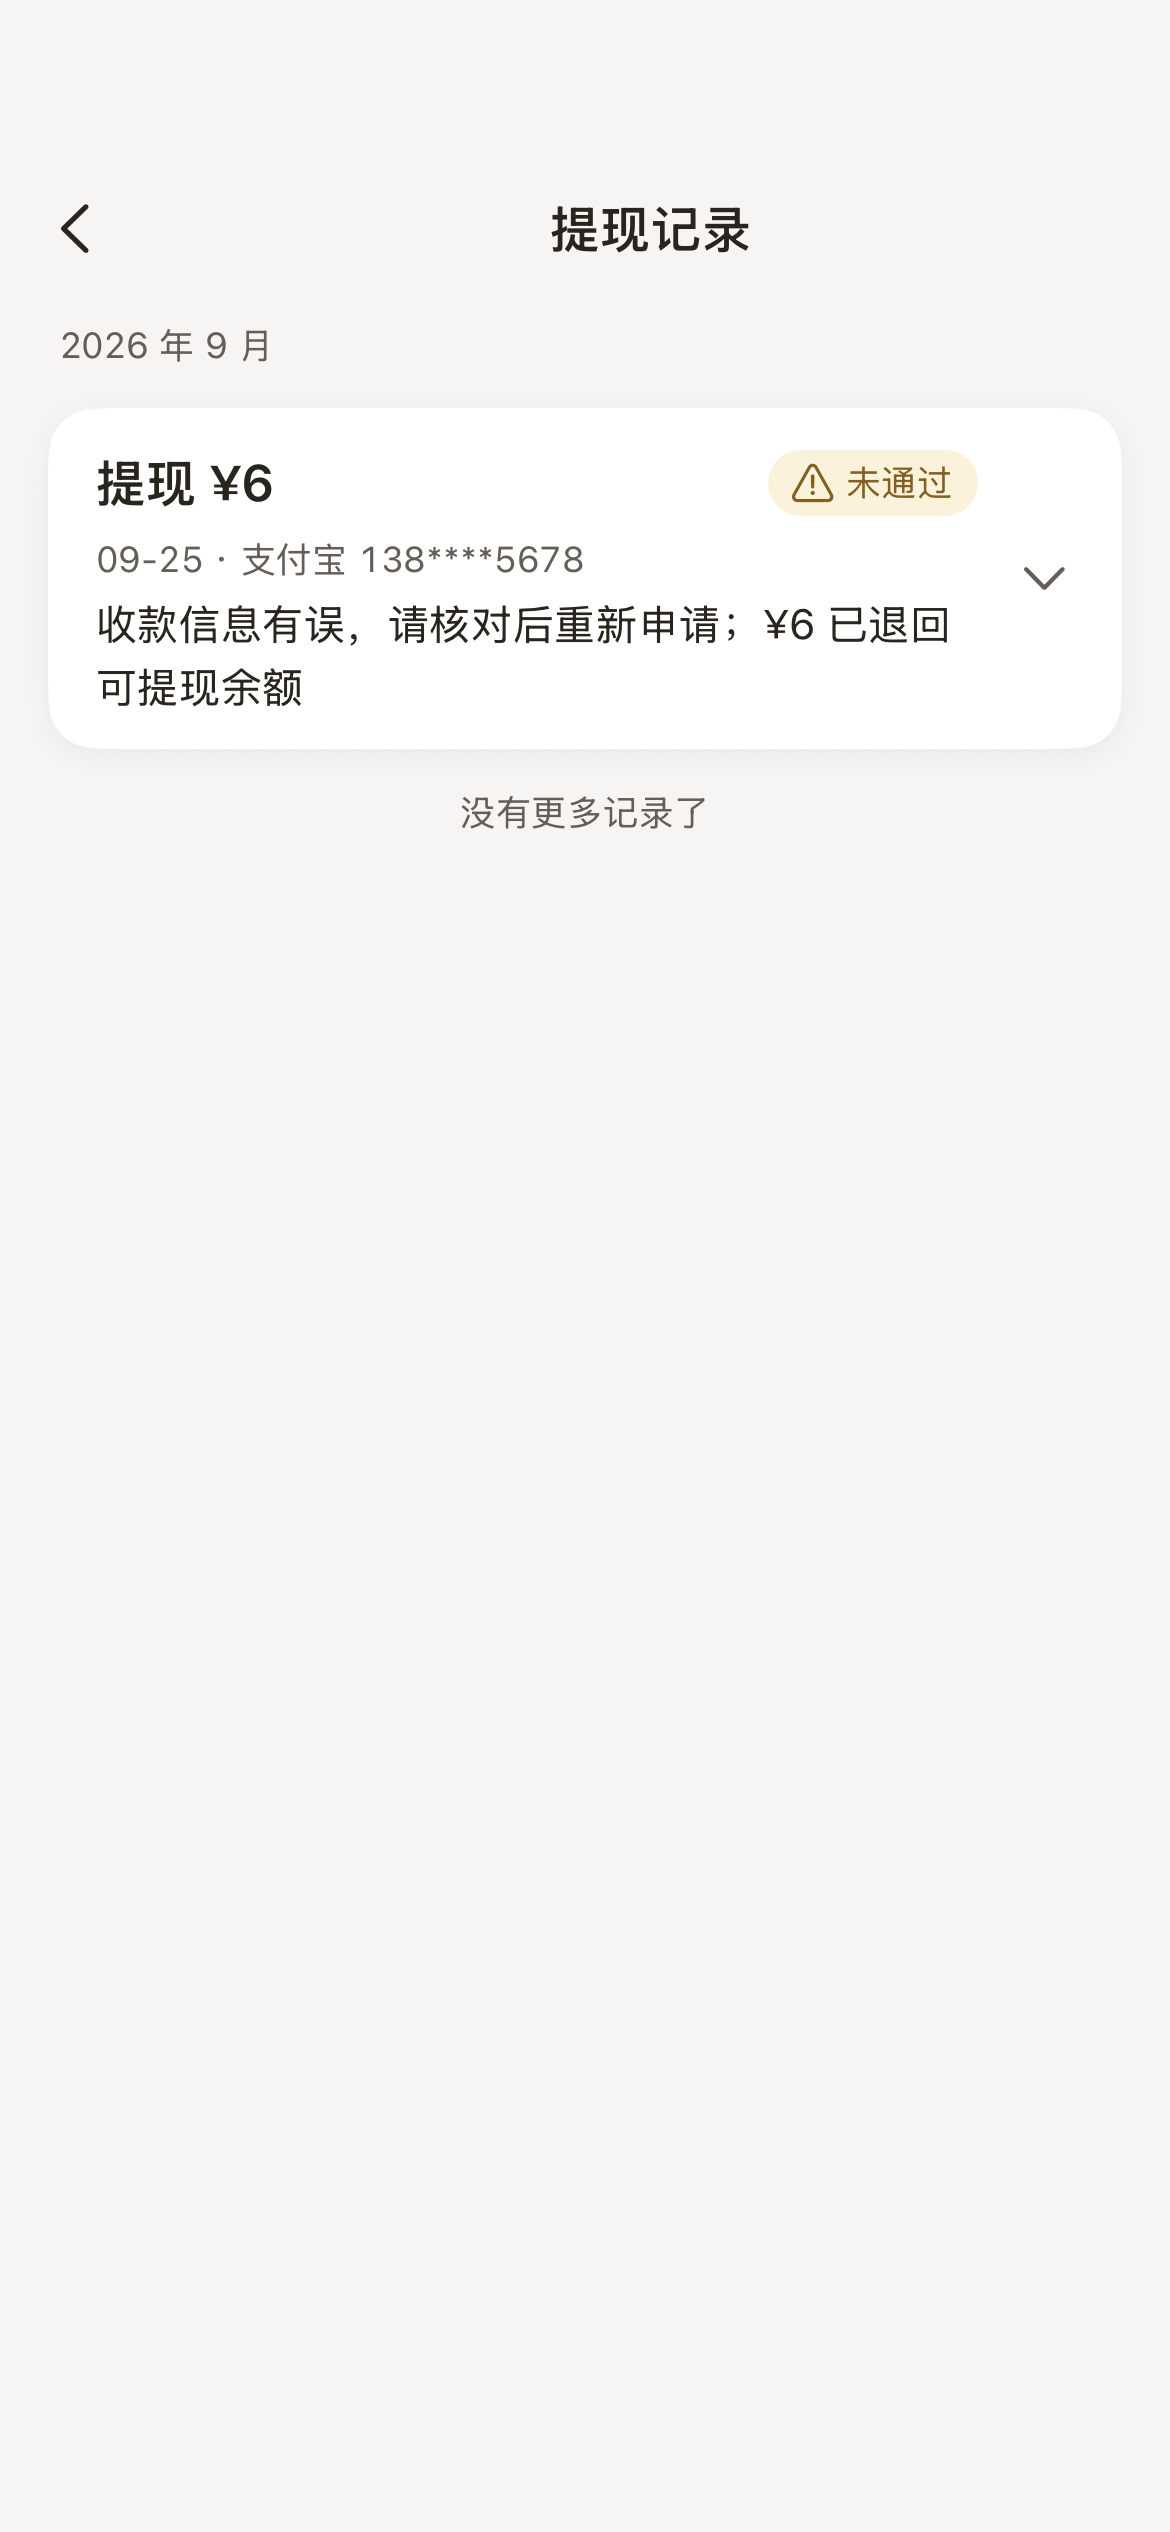 提现记录
2026 年 9 月
提现 ¥6
未通过
09-25 · 支付宝 138****5678
收款信息有误，请核对后重新申请；¥6 已退回
可提现余额
没有更多记录了